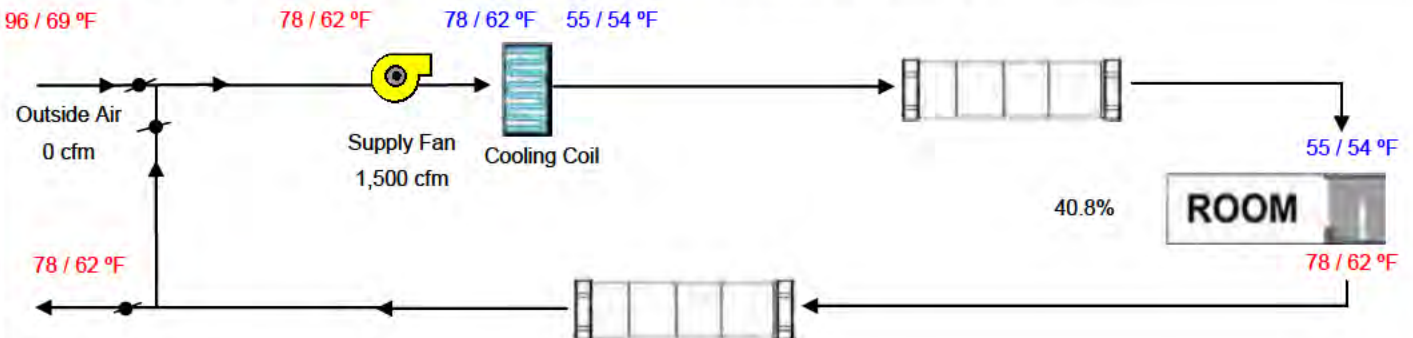 96 / 69 ºF
78 / 62 ºF
78 / 62 ºF
55 / 54 ºF
Outside Air
0 cfm
Supply Fan
1,500 cfm
Cooling Coil
55 / 54 ºF
40.8%
ROOM
78 / 62 ºF
78 / 62 ºF